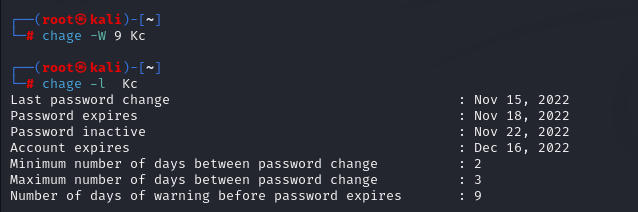 ┌──(root㉿kali)-[~]
└─# chage -W 9 Kc
┌──(root㉿kali)-[~]
└─# chage -l  Kc
Last password change                                    : Nov 15, 2022
Password expires                                        : Nov 18, 2022
Password inactive                                       : Nov 22, 2022
Account expires                                         : Dec 16, 2022
Minimum number of days between password change          : 2
Maximum number of days between password change          : 3
Number of days of warning before password expires       : 9